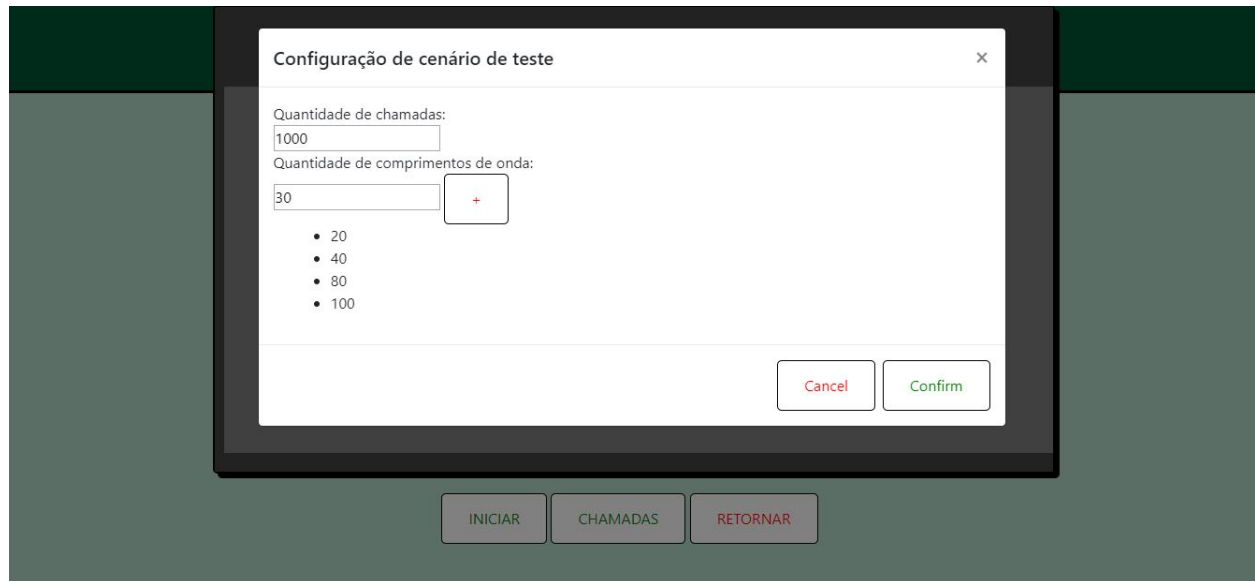 Configuração de cenário de teste ×
Quantidade de chamadas:
1000
Quantidade de comprimentos de onda:
30 +
• 20
• 40
• 80
• 100
Cancel Confirm
INICIAR CHAMADAS RETORNAR